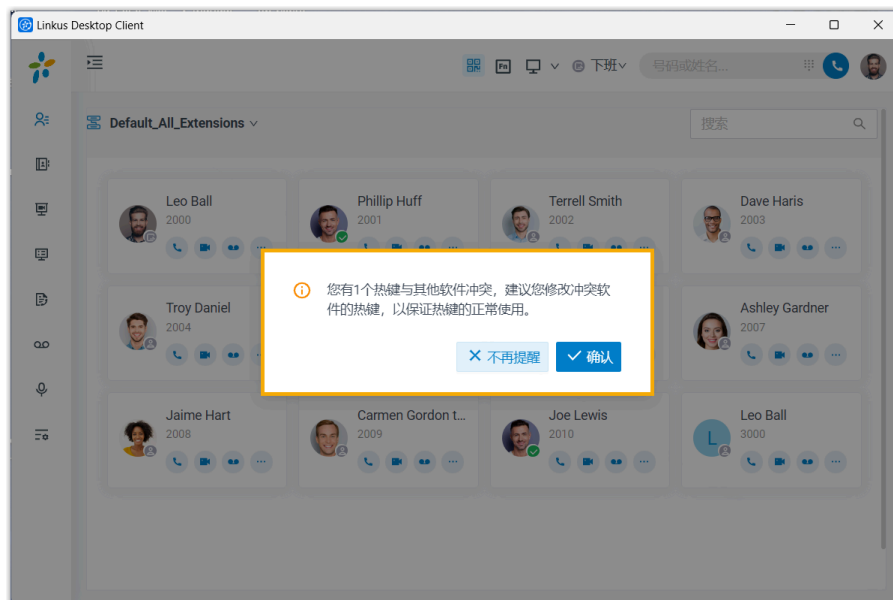 Linkus Desktop Client
Fn
下班
号码或姓名...
Default_All_Extensions
搜索
Leo Ball
2000
Phillip Huff
2001
Terrell Smith
2002
Dave Haris
2003
您有1个热键与其他软件冲突，建议您修改冲突软
件的热键，以保证热键的正常使用。
不再提醒
确认
Troy Daniel
2004
Ashley Gardner
2007
Jaime Hart
2008
Carmen Gordon t...
2009
Joe Lewis
2010
L
Leo Ball
3000